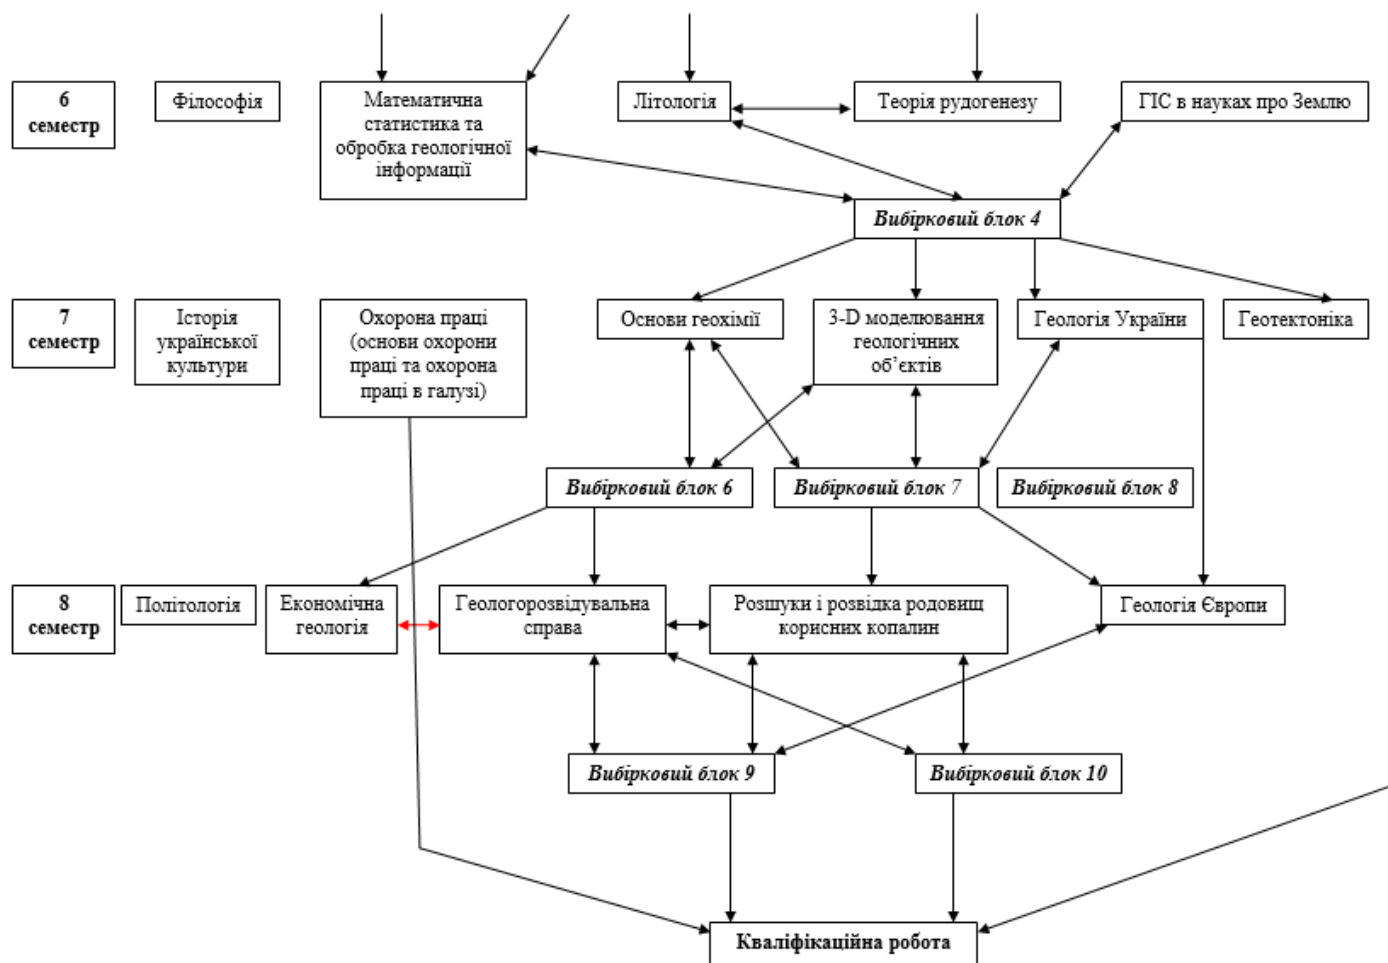 6
семестр
Філософія
Математична
статистика та
обробка геологічної
інформації
Літологія
Теорія рудогенезу
ГІС в науках про Землю
Вибірковий блок 4
7
семестр
Історія
української
культури
Охорона праці
(основи охорони
праці та охорона
праці в галузі)
Основи геохімії
3-D моделювання
геологічних
об’єктів
Геологія України
Геотектоніка
Вибірковий блок 6
Вибірковий блок 7
Вибірковий блок 8
8
семестр
Політологія
Економічна
геологія
Геологорозвідувальна
справа
Розшуки і розвідка родовищ
корисних копалин
Геологія Європи
Вибірковий блок 9
Вибірковий блок 10
Кваліфікаційна робота